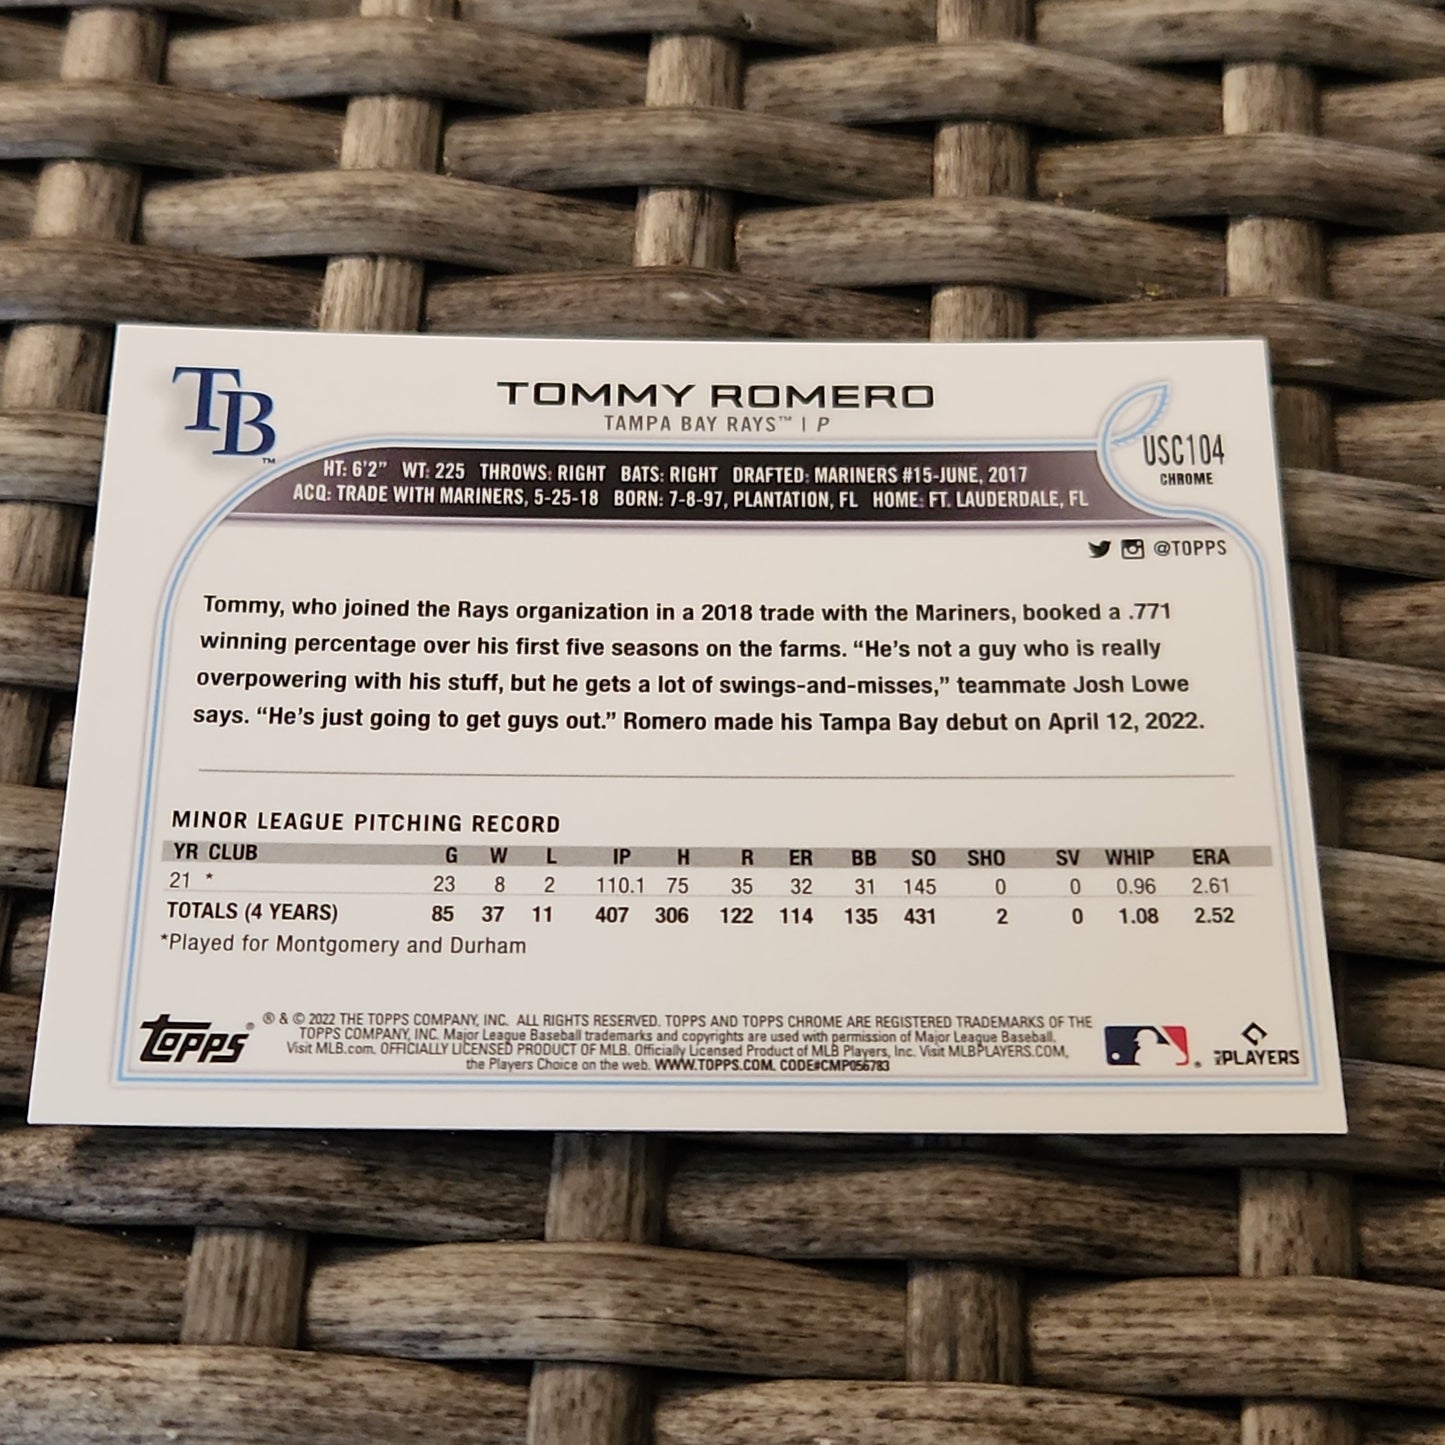 TB™
TOMMY ROMERO
TAMPA BAY RAYS™ | P
USC104
CHROME
HT: 6'2" WT: 225 THROWS: RIGHT BATS: RIGHT DRAFTED: MARINERS #15-JUNE, 2017
ACQ: TRADE WITH MARINERS, 5-25-18 BORN: 7-8-97, PLANTATION, FL HOME: FT. LAUDERDALE, FL
@TOPPS
Tommy, who joined the Rays organization in a 2018 trade with the Mariners, booked a .771
winning percentage over his first five seasons on the farms. “He’s not a guy who is really
overpowering with his stuff, but he gets a lot of swings-and-misses,” teammate Josh Lowe
says. “He’s just going to get guys out.” Romero made his Tampa Bay debut on April 12, 2022.
MINOR LEAGUE PITCHING RECORD
YR CLUB G W L IP H R ER BB SO SHO SV WHIP ERA
21 * 23 8 2 110.1 75 35 32 31 145 0 0 0.96 2.61
TOTALS (4 YEARS) 85 37 11 407 306 122 114 135 431 2 0 1.08 2.52
*Played for Montgomery and Durham
topps®
® & © 2022 THE TOPPS COMPANY, INC. ALL RIGHTS RESERVED. TOPPS AND TOPPS CHROME ARE REGISTERED TRADEMARKS OF THE
TOPPS COMPANY, INC. Major League Baseball trademarks and copyrights are used with permission of Major League Baseball.
Visit MLB.com. OFFICIALLY LICENSED PRODUCT OF MLB. Officially Licensed Product of MLB Players, Inc. Visit MLBPLAYERS.COM,
the Players Choice on the web. WWW.TOPPS.COM. CODE#CMP056783
MLB PLAYERS